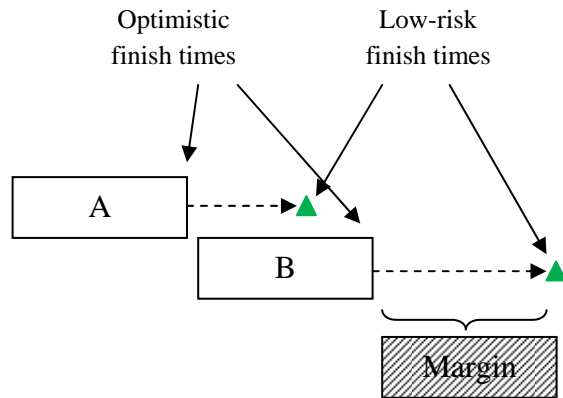 Optimistic
finish times
Low-risk
finish times
A
B
Margin